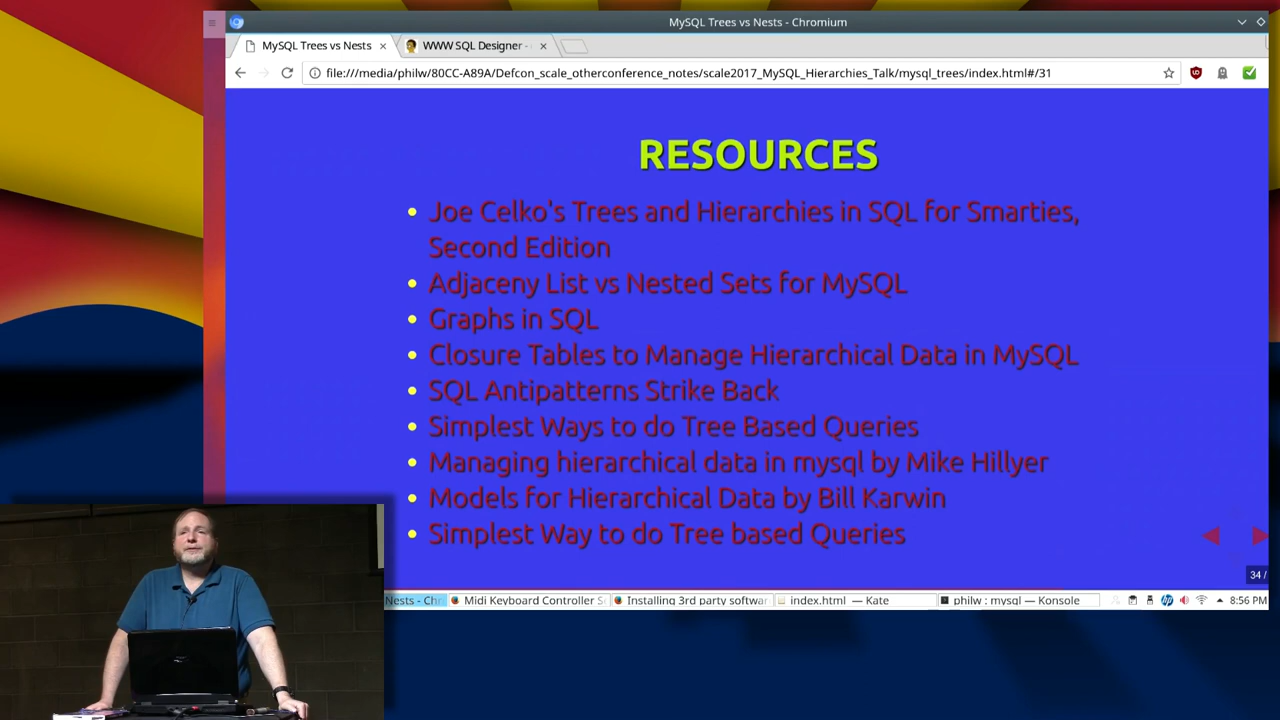 MySQL Trees vs Nests - Chromium
MySQL Trees vs Nests
WWW SQL Designer -
file:///media/philw/80CC-A89A/Defcon_scale_otherconference_notes/scale2017_MySQL_Hierarchies_Talk/mysql_trees/index.html#/31
RESOURCES
Joe Celko's Trees and Hierarchies in SQL for Smarties,
Second Edition
Adjaceny List vs Nested Sets for MySQL
Graphs in SQL
Closure Tables to Manage Hierarchical Data in MySQL
SQL Antipatterns Strike Back
Simplest Ways to do Tree Based Queries
Managing hierarchical data in mysql by Mike Hillyer
Models for Hierarchical Data by Bill Karwin
Simplest Way to do Tree based Queries
34 /
Nests - Chr
Midi Keyboard Controller S
Installing 3rd party softwar
index.html — Kate
philw : mysql — Konsole
8:56 PM